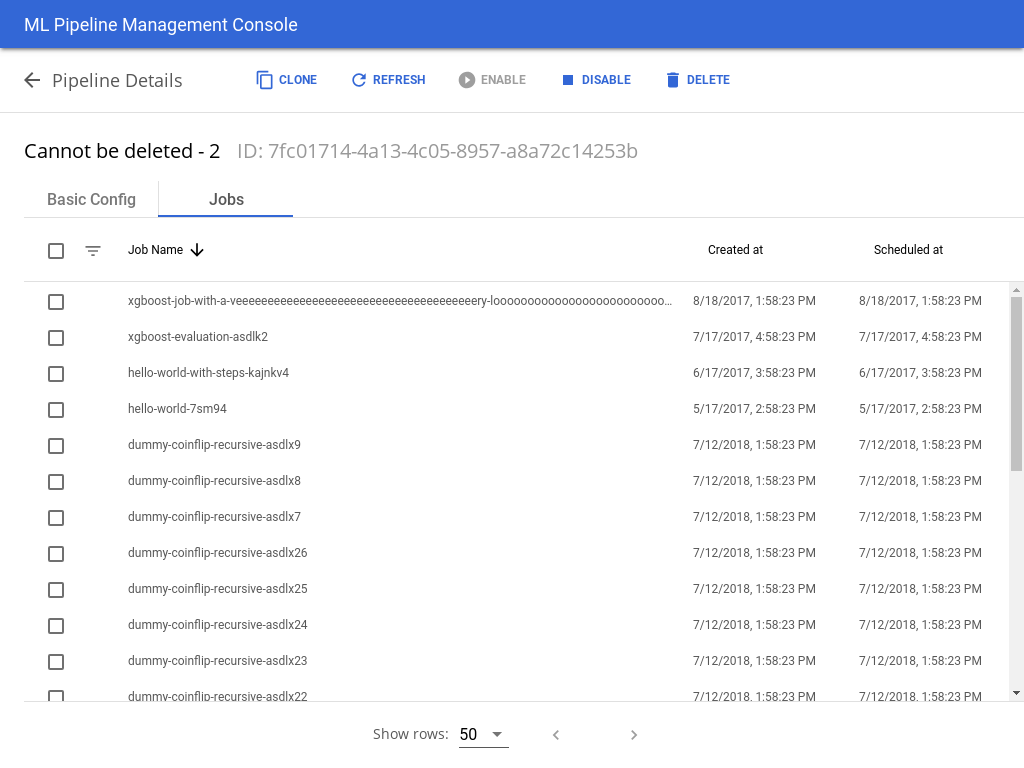 ML Pipeline Management Console
Pipeline Details CLONE REFRESH ENABLE DISABLE DELETE
Cannot be deleted - 2 ID: 7fc01714-4a13-4c05-8957-a8a72c14253b
Basic Config Jobs
Job Name Created at Scheduled at
xgboost-job-with-a-veeeeeeeeeeeeeeeeeeeeeeeeeeeeeeeeeeeeeeery-looooooooooooooooooooooooo… 8/18/2017, 1:58:23 PM 8/18/2017, 1:58:23 PM
xgboost-evaluation-asdlk2 7/17/2017, 4:58:23 PM 7/17/2017, 4:58:23 PM
hello-world-with-steps-kajnkv4 6/17/2017, 3:58:23 PM 6/17/2017, 3:58:23 PM
hello-world-7sm94 5/17/2017, 2:58:23 PM 5/17/2017, 2:58:23 PM
dummy-coinflip-recursive-asdlx9 7/12/2018, 1:58:23 PM 7/12/2018, 1:58:23 PM
dummy-coinflip-recursive-asdlx8 7/12/2018, 1:58:23 PM 7/12/2018, 1:58:23 PM
dummy-coinflip-recursive-asdlx7 7/12/2018, 1:58:23 PM 7/12/2018, 1:58:23 PM
dummy-coinflip-recursive-asdlx26 7/12/2018, 1:58:23 PM 7/12/2018, 1:58:23 PM
dummy-coinflip-recursive-asdlx25 7/12/2018, 1:58:23 PM 7/12/2018, 1:58:23 PM
dummy-coinflip-recursive-asdlx24 7/12/2018, 1:58:23 PM 7/12/2018, 1:58:23 PM
dummy-coinflip-recursive-asdlx23 7/12/2018, 1:58:23 PM 7/12/2018, 1:58:23 PM
dummy-coinflip-recursive-asdlx22 7/12/2018, 1:58:23 PM 7/12/2018, 1:58:23 PM
Show rows: 50